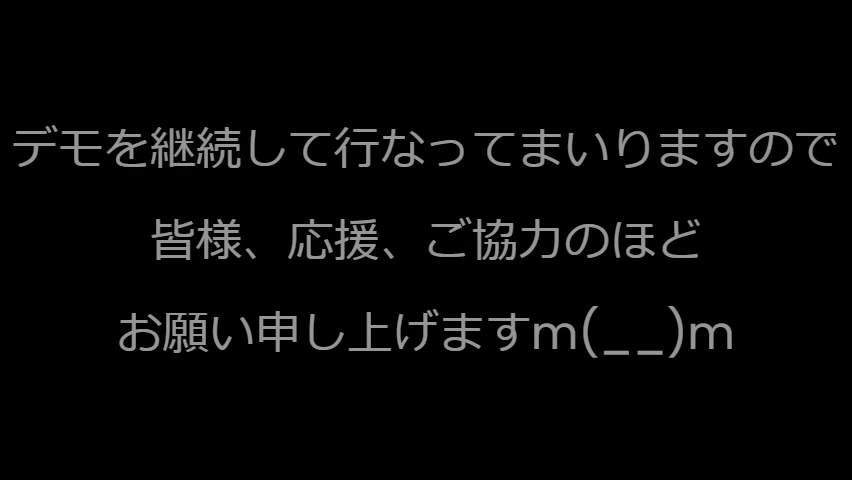 デモを継続して行なってまいりますので
皆様、応援、ご協力のほど
お願い申し上げますm(__)m